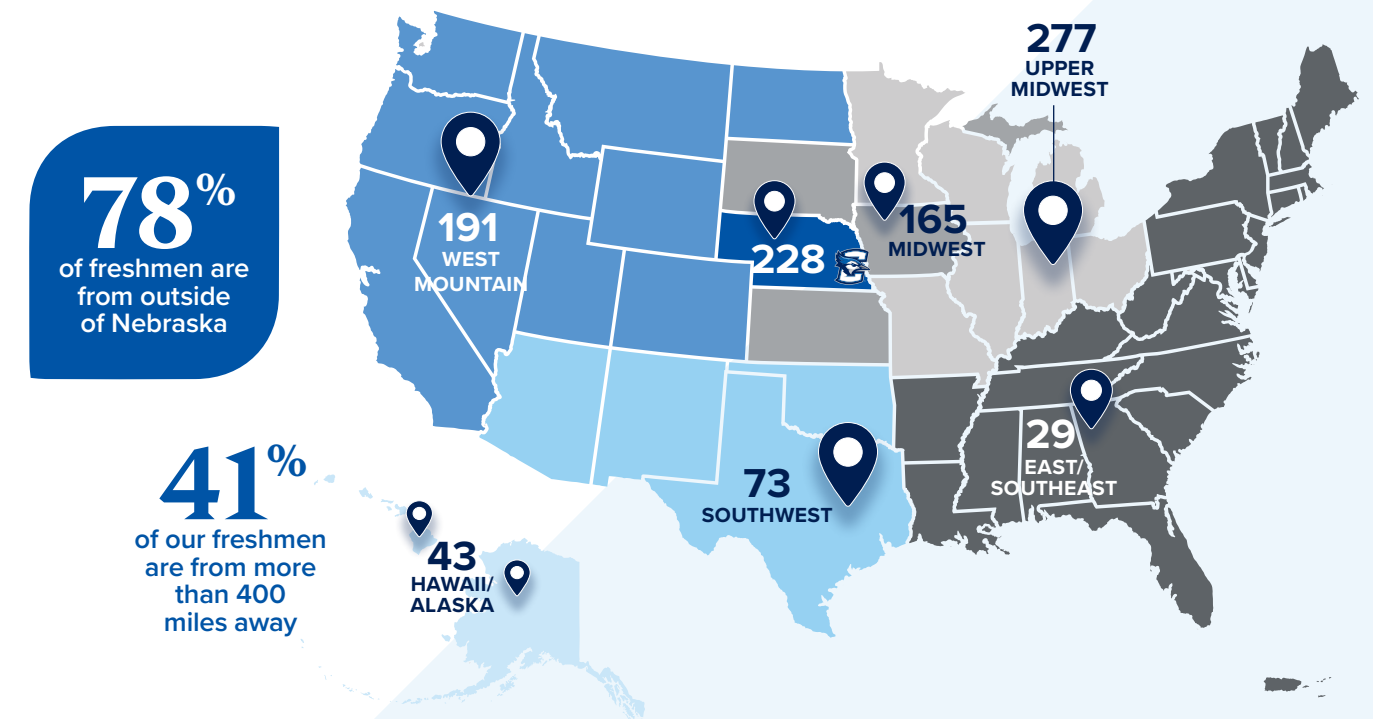 78%
of freshmen are
from outside
of Nebraska
41%
of our freshmen
are from more
than 400
miles away
191
WEST
MOUNTAIN
228
165
MIDWEST
277
UPPER
MIDWEST
73
SOUTHWEST
29
EAST/
SOUTHEAST
43
HAWAII/
ALASKA